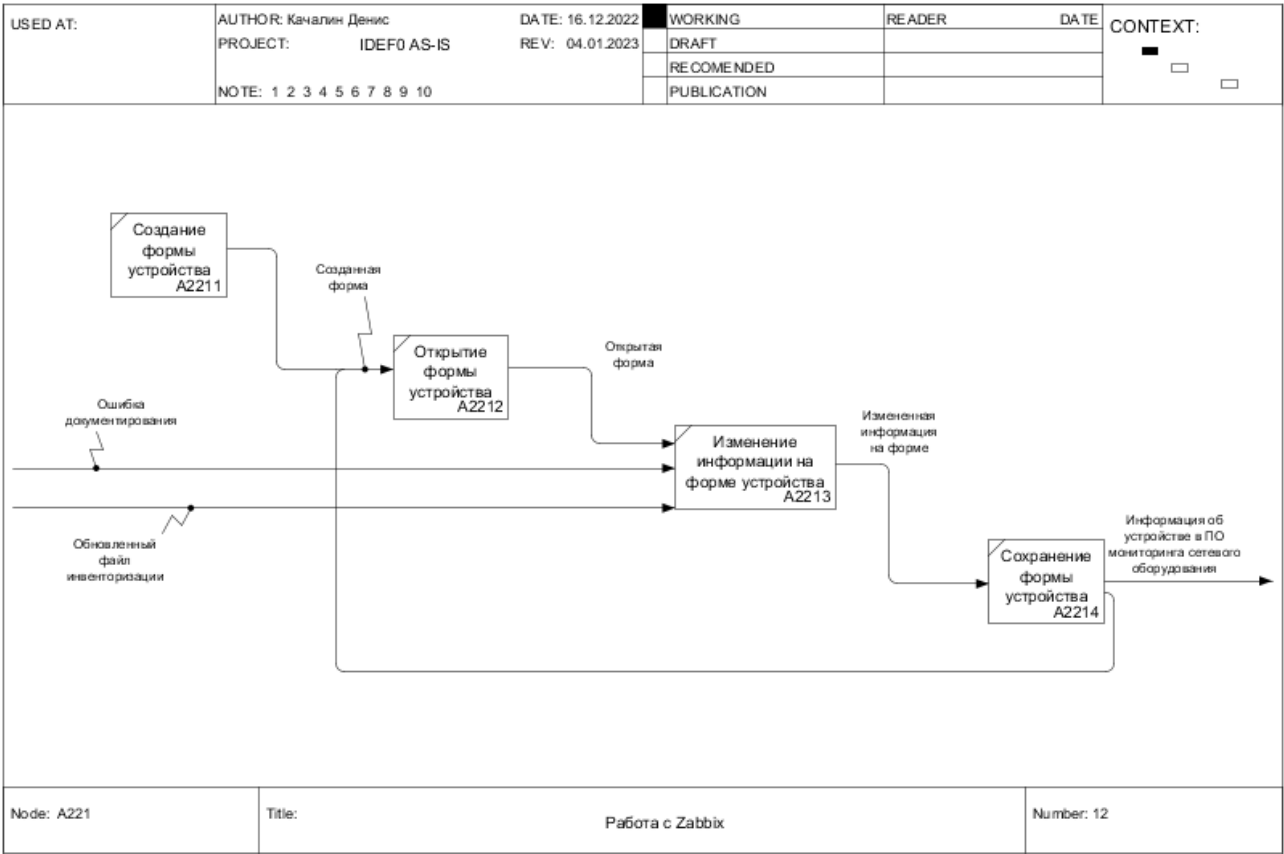 USED AT:
AUTHOR: Качалин Денис
DATE: 16.12.2022
WORKING
READER
DATE
CONTEXT:
PROJECT:
IDEF0 AS-IS
REV: 04.01.2023
DRAFT
RECOMENDED
NOTE: 1 2 3 4 5 6 7 8 9 10
PUBLICATION
Создание
формы
устройства
A2211
Созданная
форма
Открытие
формы
устройства
A2212
Открытая
форма
Ошибка
документирования
Изменение
информации на
форме устройства
A2213
Измененная
информация
на форме
Обновленный
файл
инвенторизации
Сохранение
формы
устройства
A2214
Информация об
устройстве в ПО
мониторинга сетевого
оборудования
Node: A221
Title:
Работа с Zabbix
Number: 12